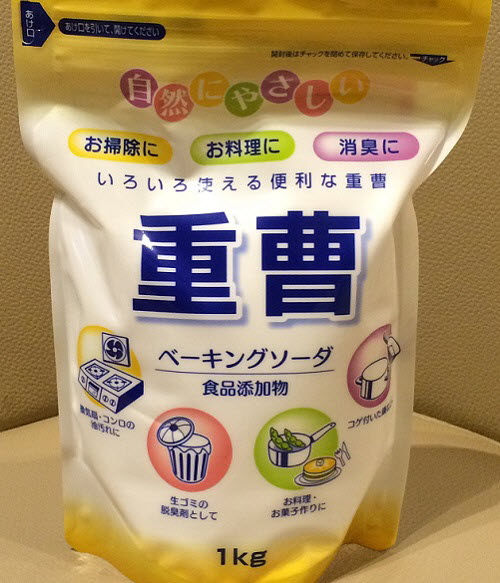 あけ口
あけ口を引いて、開けてください
開封後はチャックを閉めて保存してください。
チャック
自然にやさしい
お掃除に
お料理に
消臭に
いろいろ使える便利な重曹
重曹
ベーキングソーダ
食品添加物
換気扇・コンロの
油汚れに
コゲ付いた鍋に
生ゴミの
脱臭剤として
お料理・
お菓子作りに
1kg